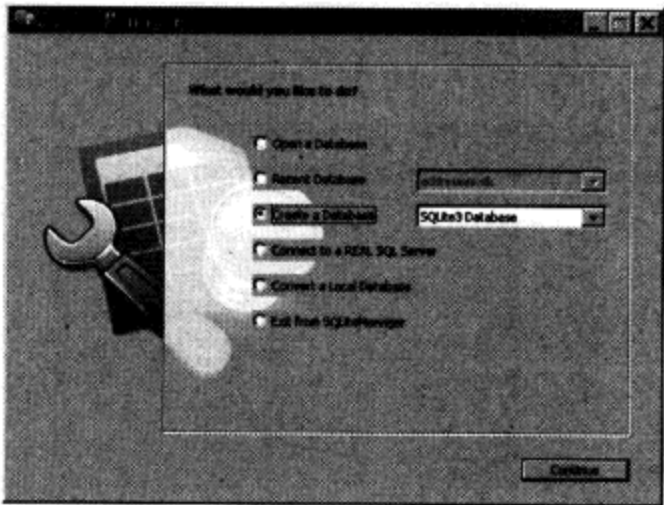 What would you like to do?
Open a Database
Recent Database
Create a Database
SQLite3 Database
Connect to a REAL SQL Server
Convert a Local Database
Exit from SQLiteManager
Continue